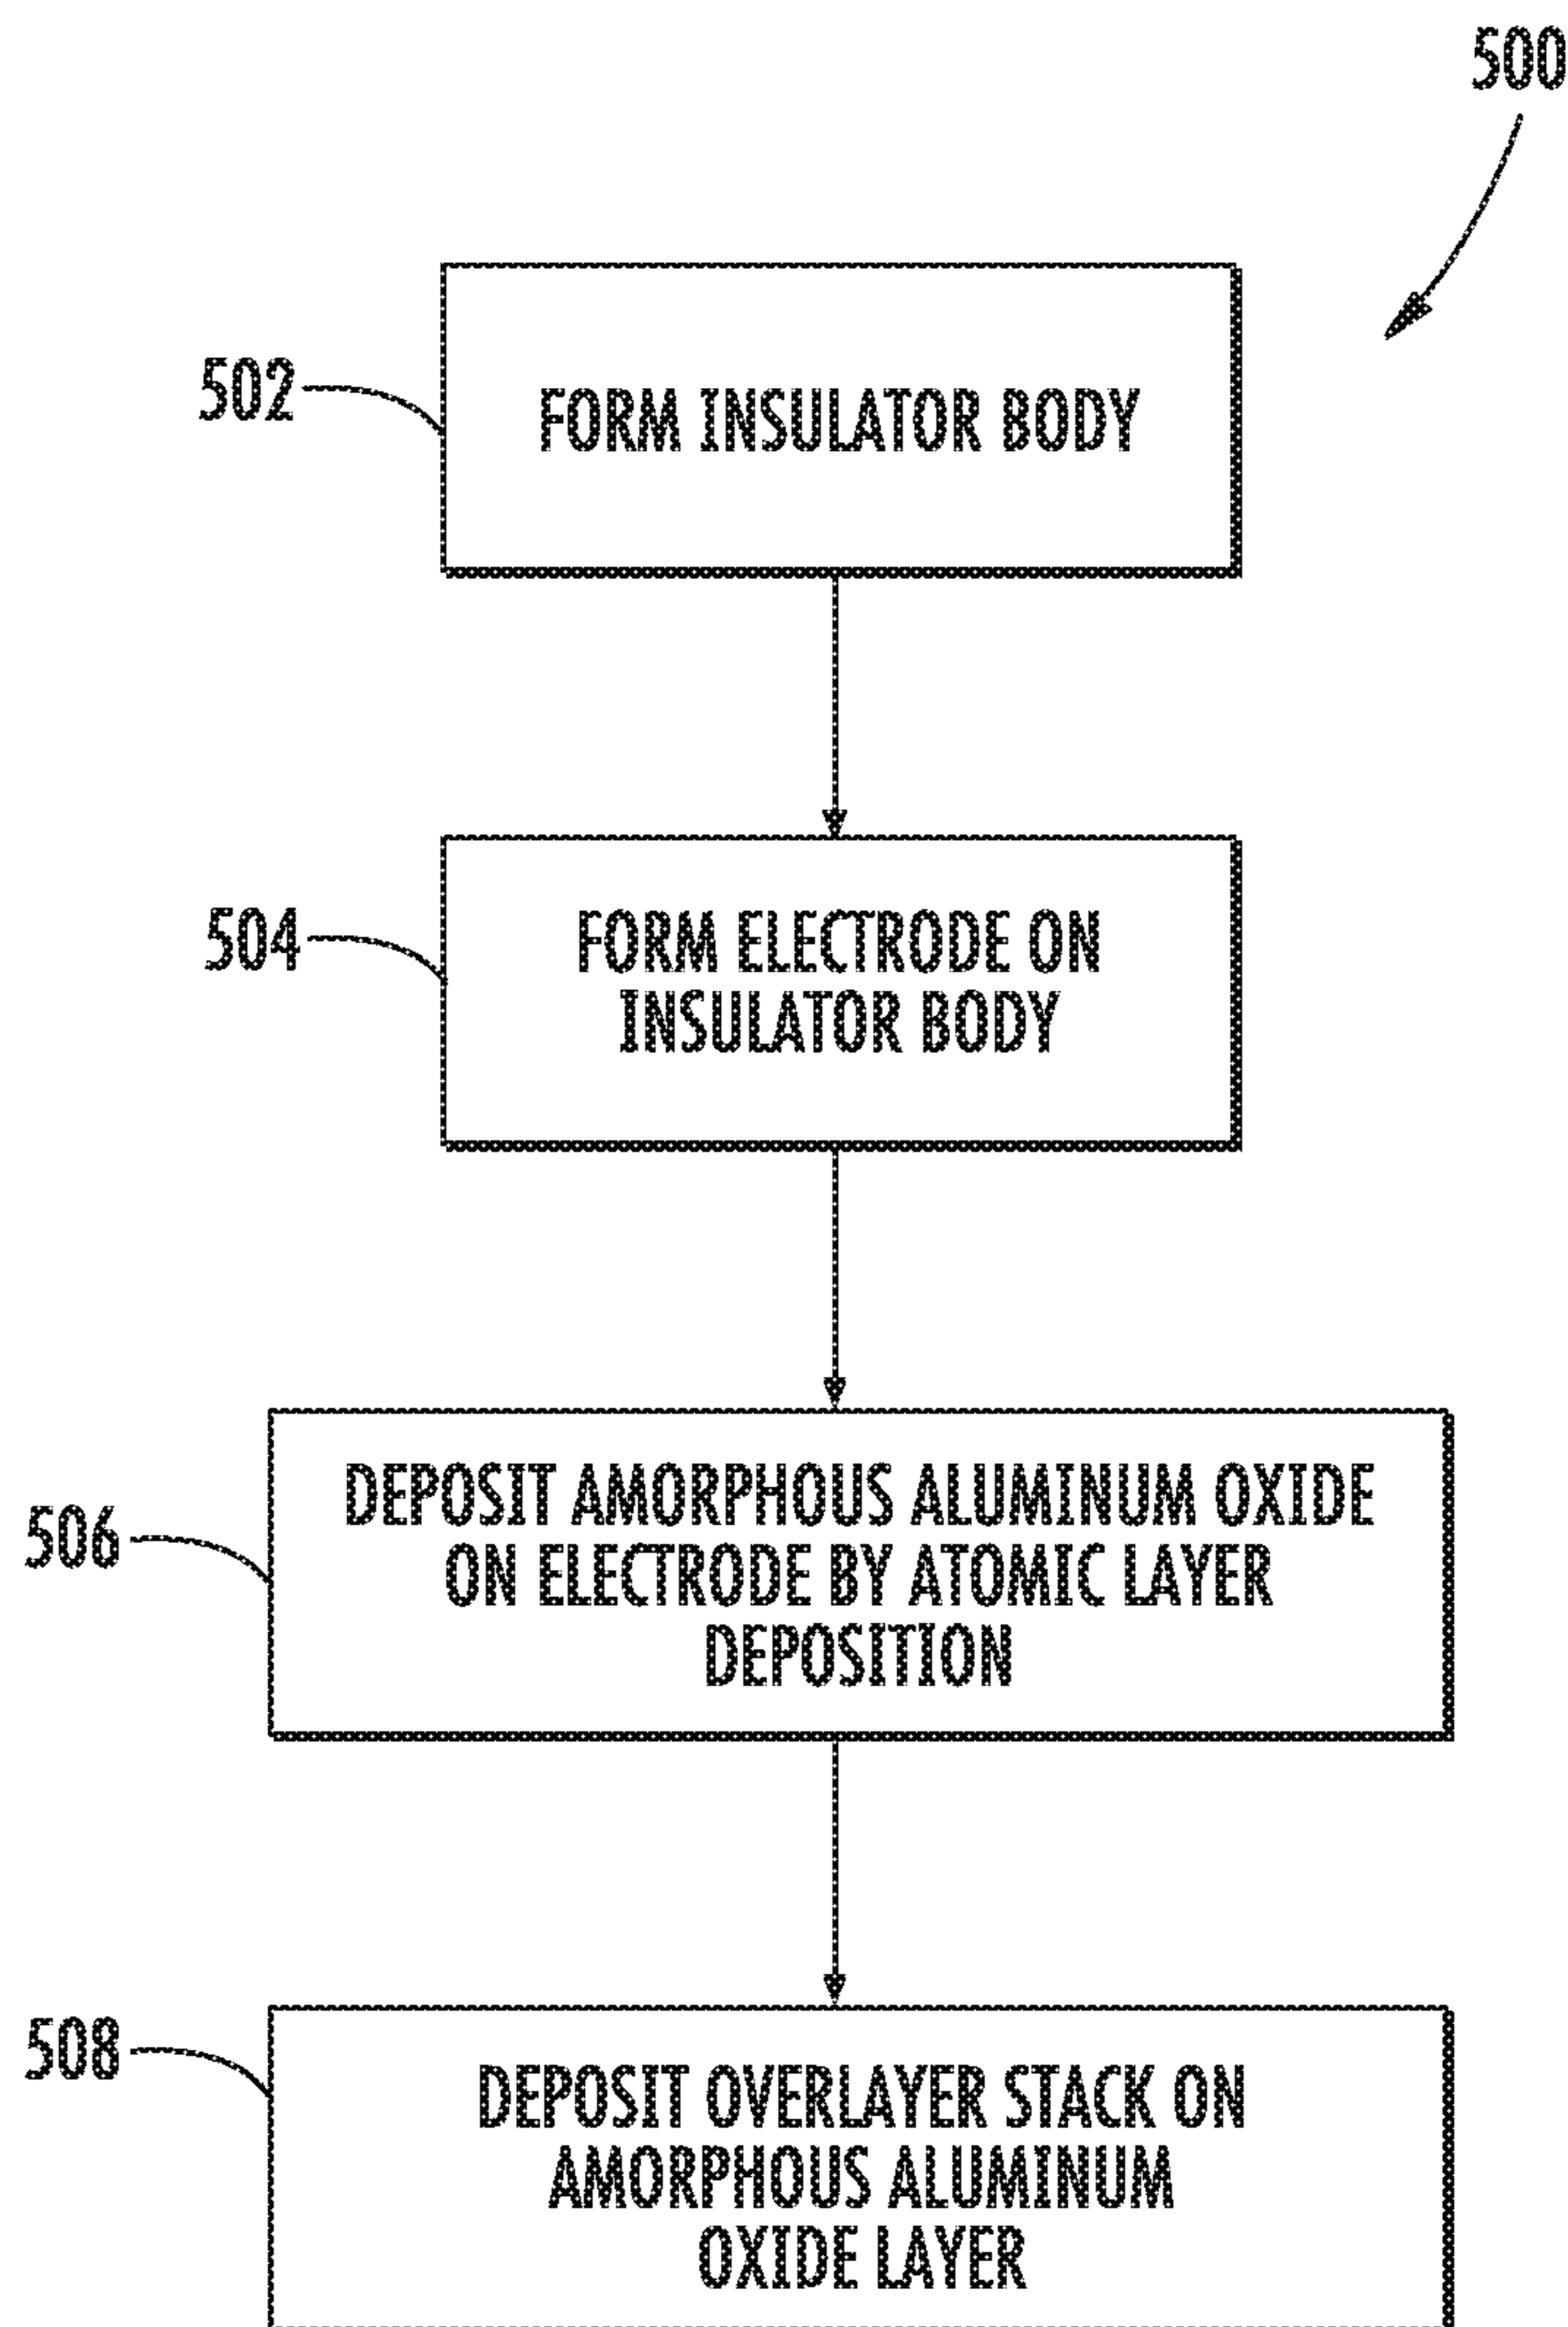 500
502
FORM INSULATOR BODY
504
FORM ELECTRODE ON
INSULATOR BODY
506
DEPOSIT AMORPHOUS ALUMINUM OXIDE
ON ELECTRODE BY ATOMIC LAYER
DEPOSITION
508
DEPOSIT OVERLAYER STACK ON
AMORPHOUS ALUMINUM
OXIDE LAYER